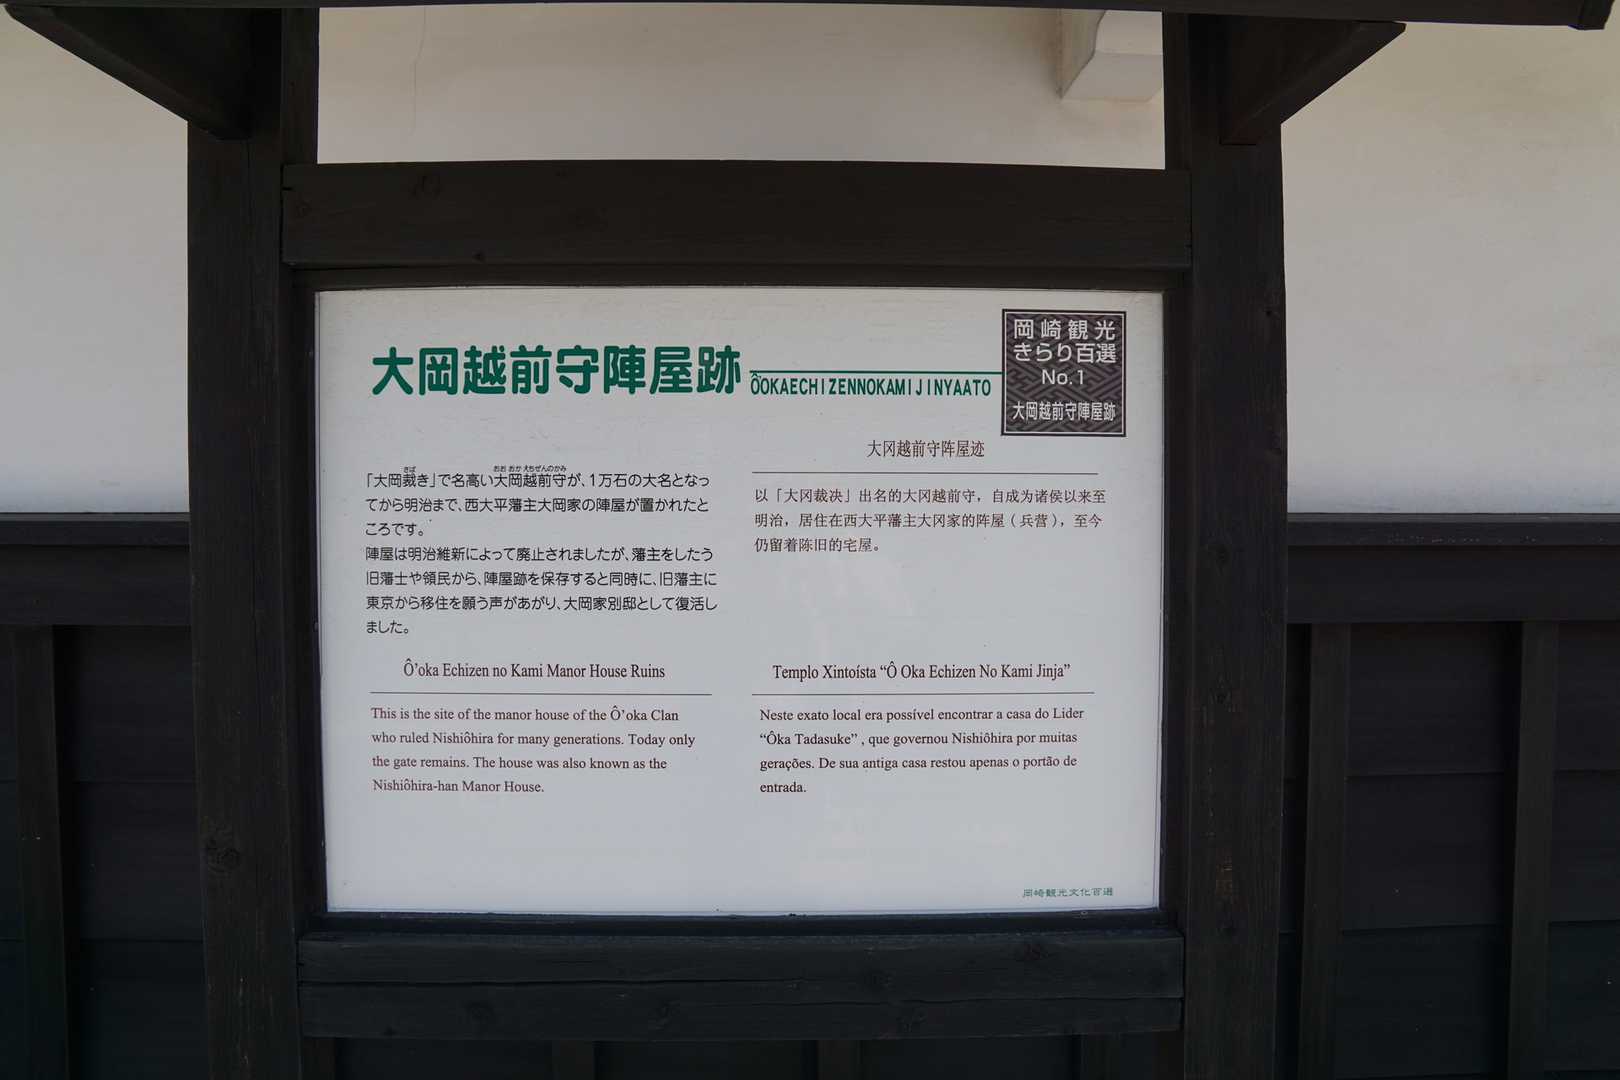 大岡越前守陣屋跡
ÔOKAECHIZENNOKAMIJINYAATO
岡崎観光
きらり百選
No.1
大岡越前守陣屋跡
「大岡裁き」で名高い大岡越前守が、1万石の大名となっ
てから明治まで、西大平藩主大岡家の陣屋が置かれたと
ころです。
陣屋は明治維新によって廃止されましたが、藩主をしたう
旧藩士や領民から、陣屋跡を保存すると同時に、旧藩主に
東京から移住を願う声があがり、大岡家別邸として復活し
ました。
大冈越前守阵屋迹
以「大冈裁决」出名的大冈越前守，自成为诸侯以来至
明治，居住在西大平藩主大冈家的阵屋（兵营），至今
仍留着陈旧的宅屋。
Ô’oka Echizen no Kami Manor House Ruins
This is the site of the manor house of the Ô’oka Clan
who ruled Nishiôhira for many generations. Today only
the gate remains. The house was also known as the
Nishiôhira-han Manor House.
Templo Xintoísta “Ô Oka Echizen No Kami Jinja”
Neste exato local era possível encontrar a casa do Lider
“Ôka Tadasuke” , que governou Nishiôhira por muitas
gerações. De sua antiga casa restou apenas o portão de
entrada.
岡崎観光文化百選